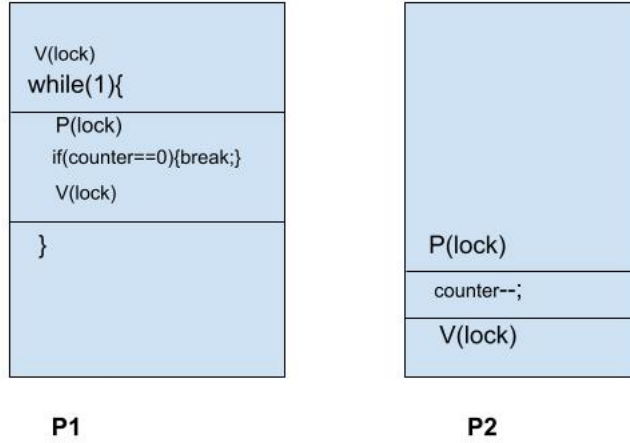 V(lock)
while(1){
P(lock)
if(counter==0){break;}
V(lock)
}
P1
P(lock)
counter--;
V(lock)
P2